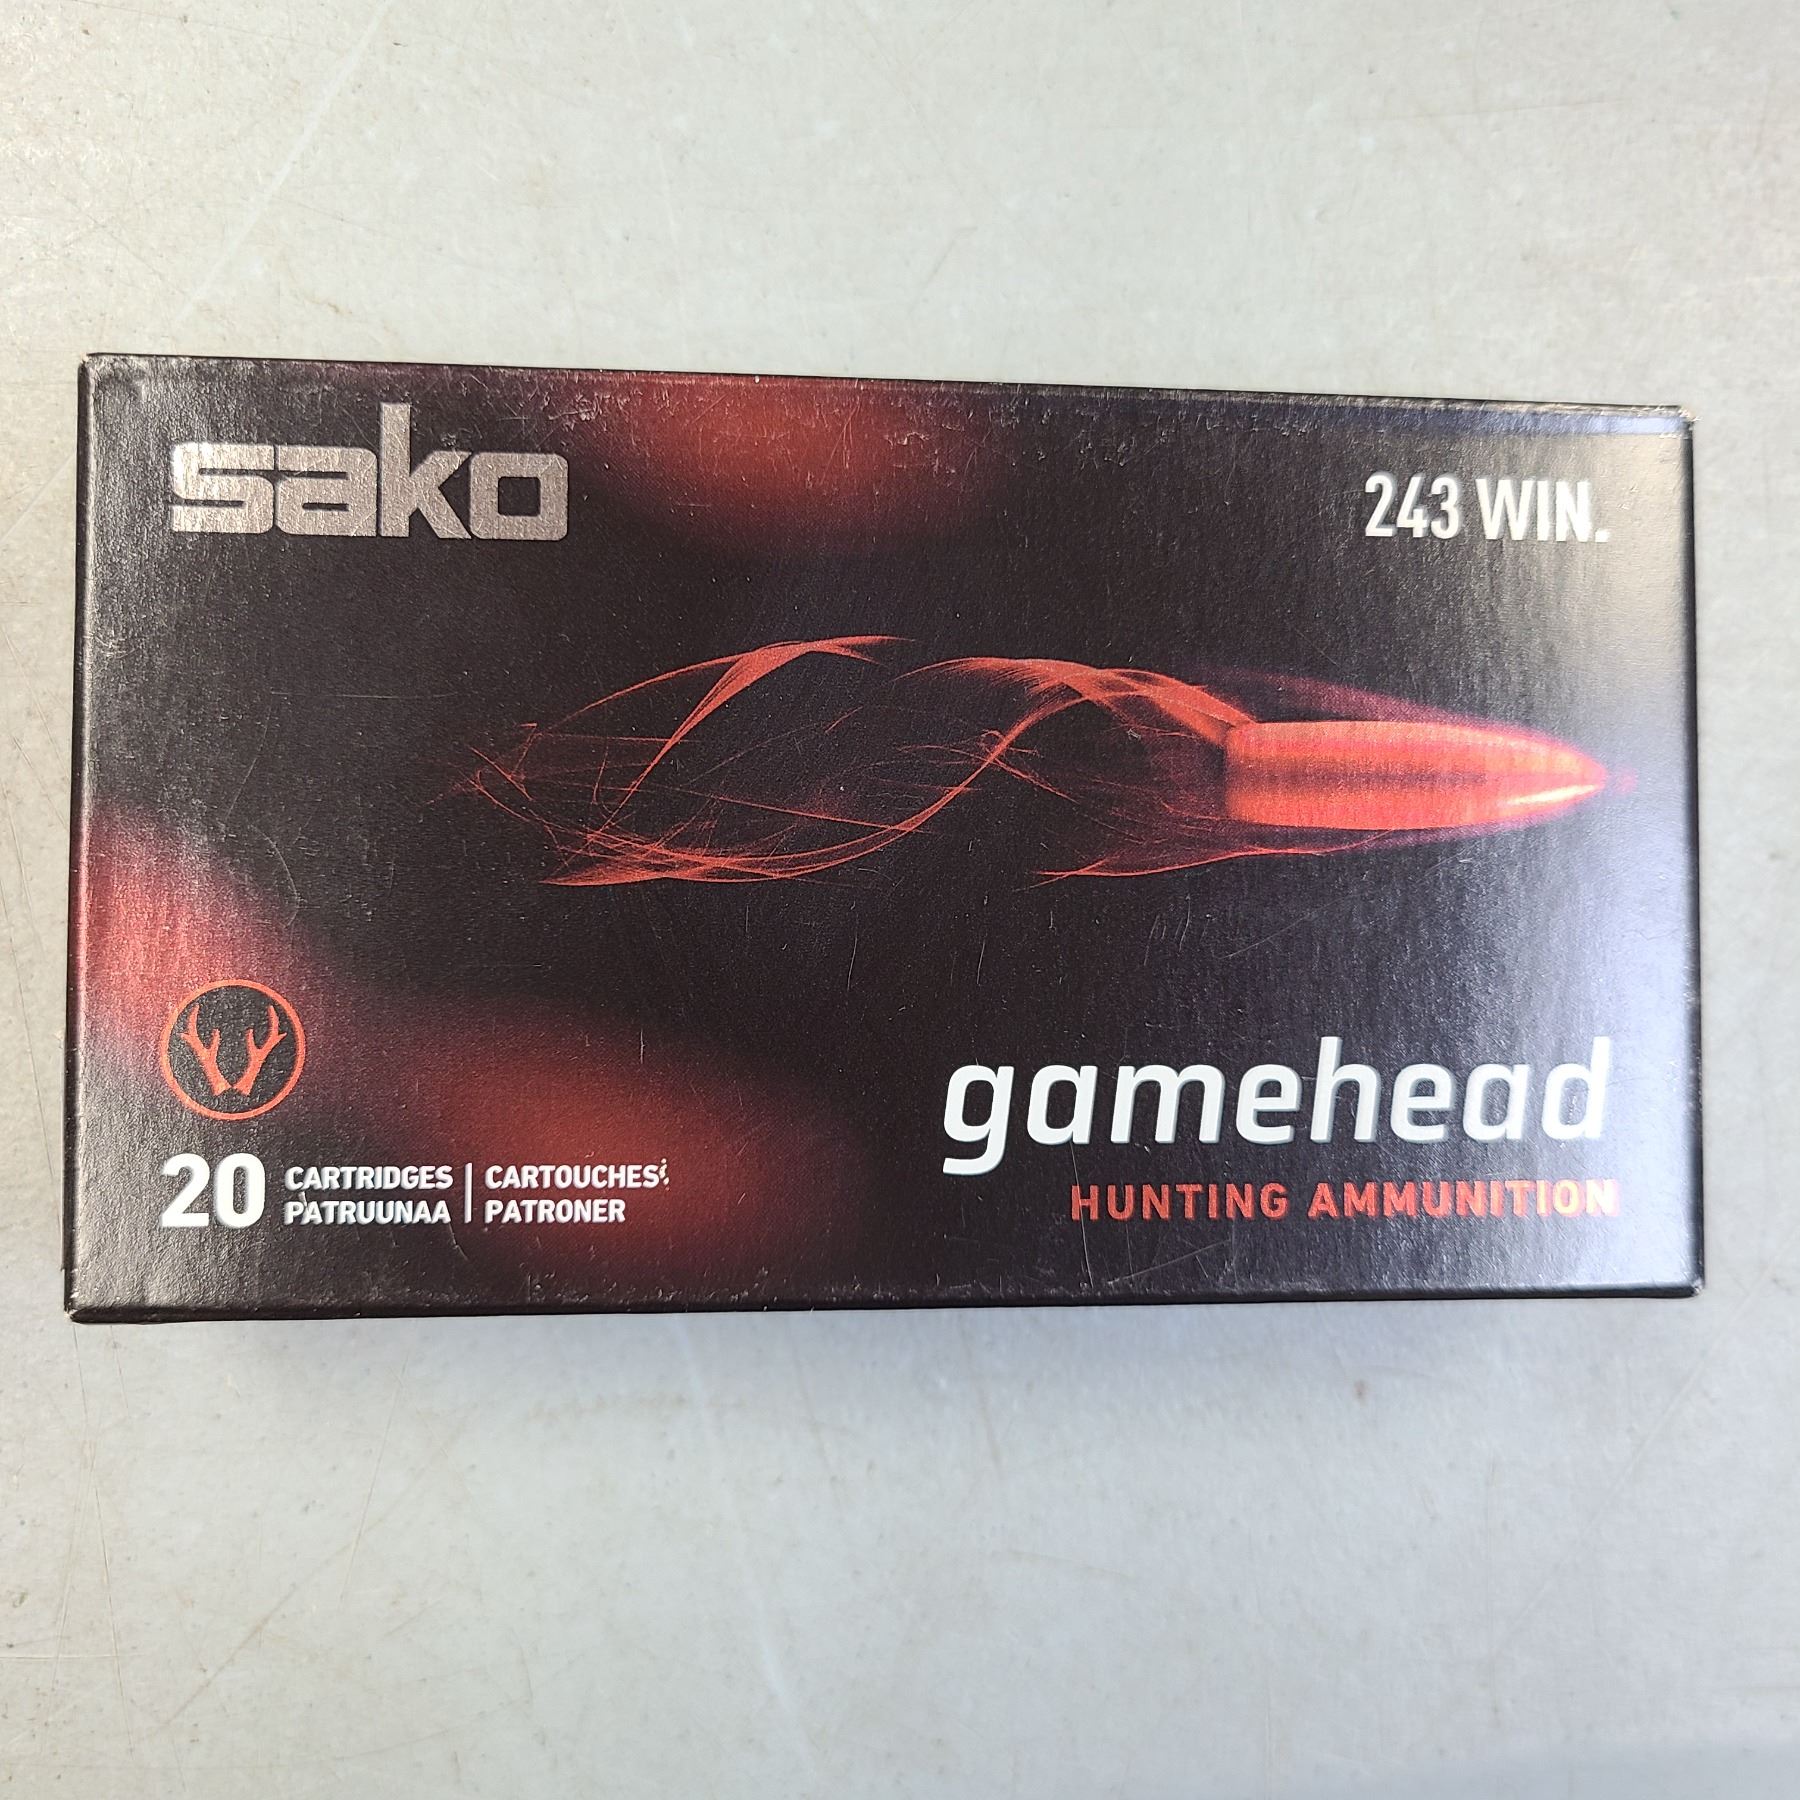 sako
243 WIN.
gamehead
HUNTING AMMUNITION
20
CARTRIDGES | CARTOUCHES
PATRUUNAA | PATRONER